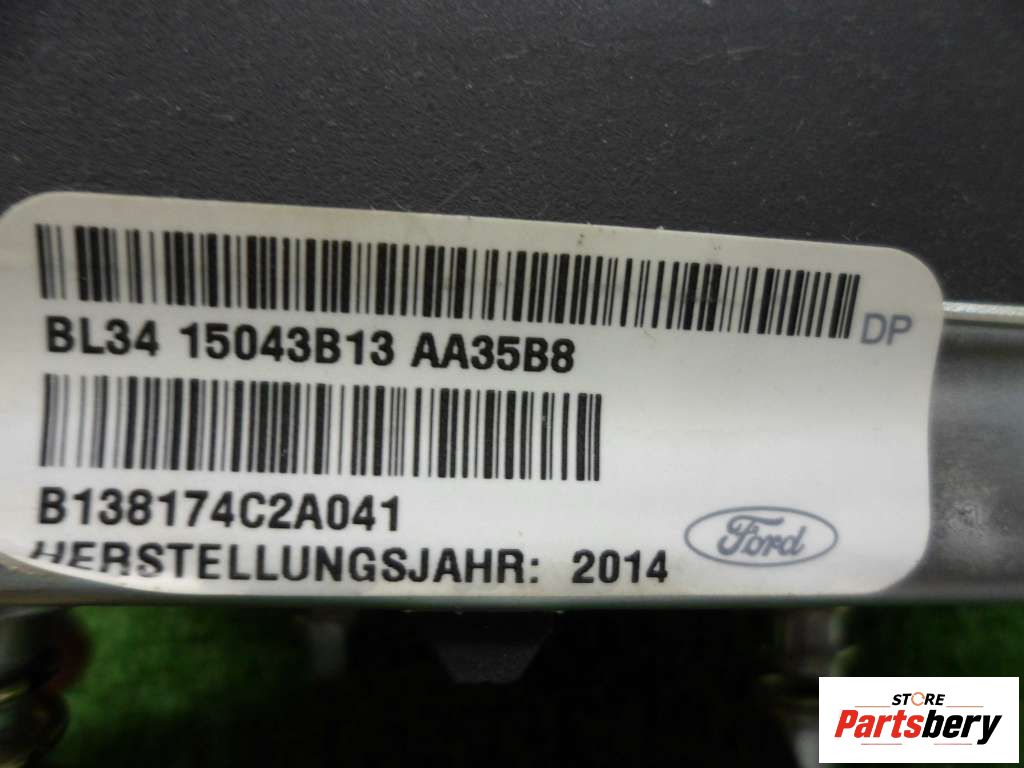 BL34 15043B13 AA35B8
DP
B138174C2A041
HERSTELLUNGSJAHR: 2014
Ford
STORE
Partsbery